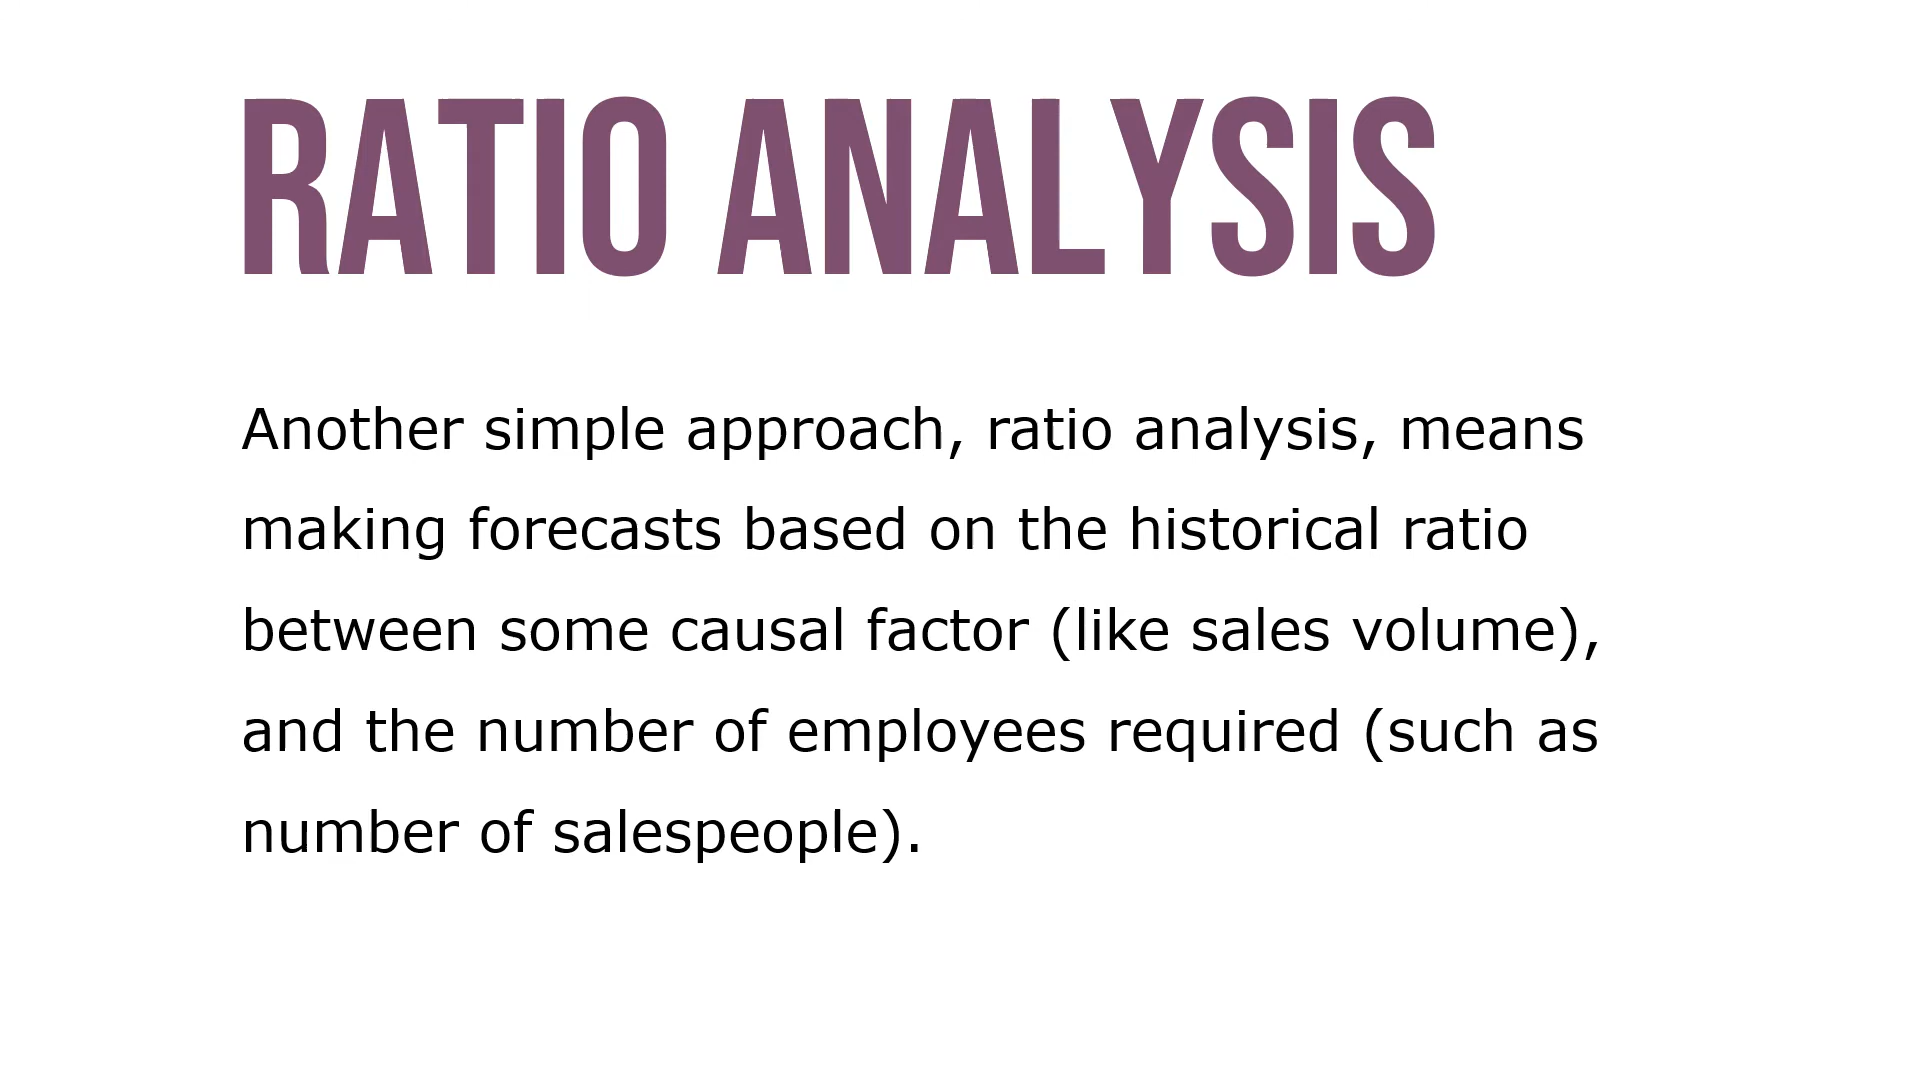 RATIO ANALYSIS
Another simple approach, ratio analysis, means
making forecasts based on the historical ratio
between some causal factor (like sales volume),
and the number of employees required (such as
number of salespeople).